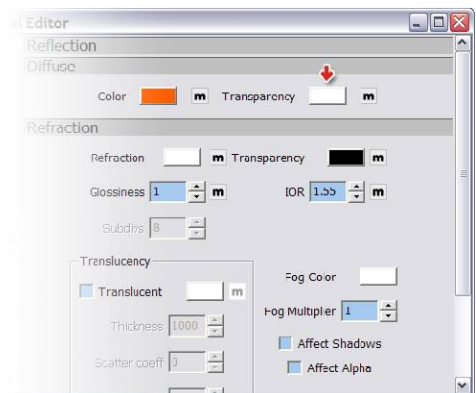 al Editor
Reflection
Diffuse
Color m Transparency m
Refraction
Refraction m Transparency m
Glossiness 1 m IOR 1.55 m
Subdivs 8
Translucency
Translucent m
Thickness 1000
Scatter coeff 0
Fog Color
Fog Multiplier 1
Affect Shadows
Affect Alpha